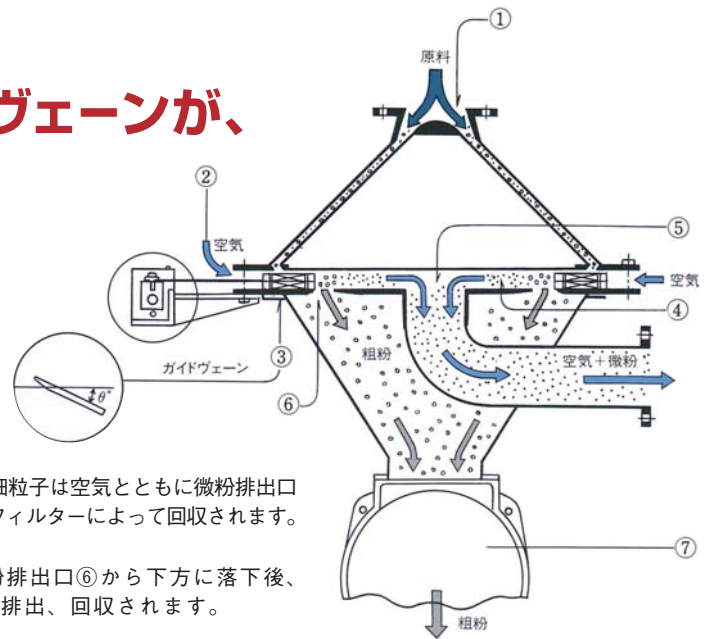 ①
原料
ヴェーンが、
②
⑤
空気
空気
④
③
粗粉
ガイドヴェーン
⑥
空気＋微粉
θ°
細粒子は空気とともに微粉排出口
フィルターによって回収されます。
⑦
排出口⑥から下方に落下後、
排出、回収されます。
粗粉